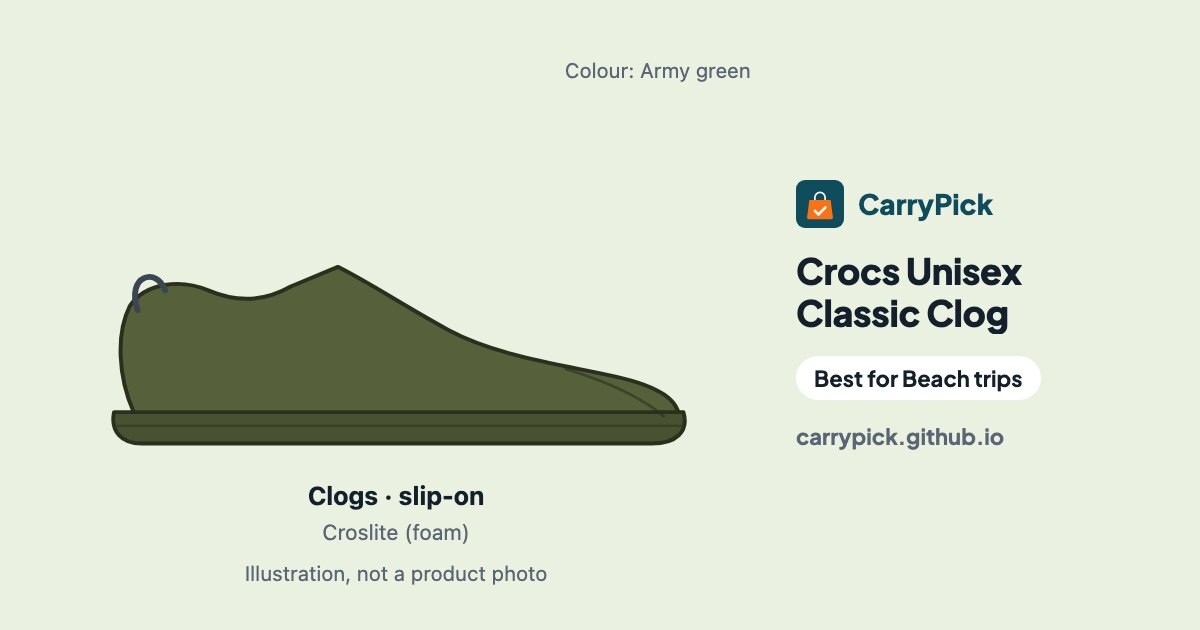 Colour: Army green
CarryPick
Crocs Unisex
Classic Clog
Best for Beach trips
carrypick.github.io
Clogs · slip-on
Croslite (foam)
Illustration, not a product photo